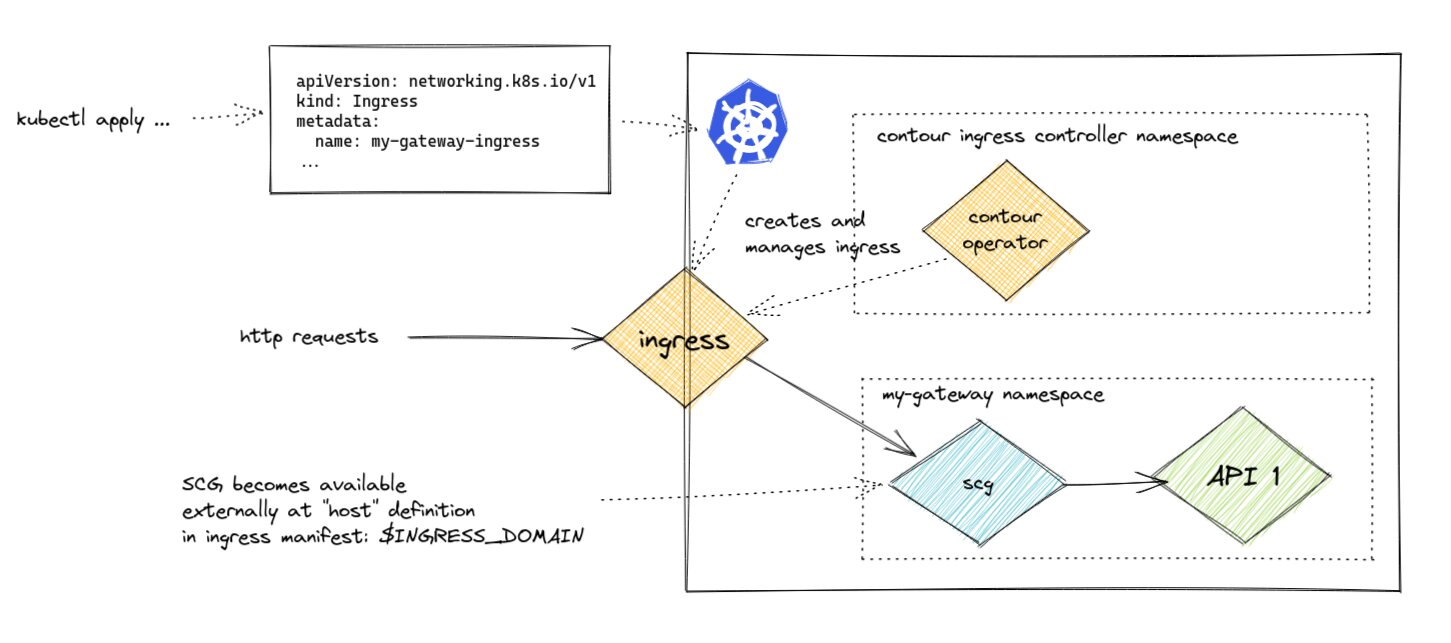 kubectl apply ...
apiVersion: networking.k8s.io/v1
kind: Ingress
metadata:
name: my-gateway-ingress
...
contour ingress controller namespace
contour
operator
creates and
manages ingress
http requests
ingress
my-gateway namespace
scg
API 1
SCG becomes available
externally at "host" definition
in ingress manifest: $INGRESS_DOMAIN